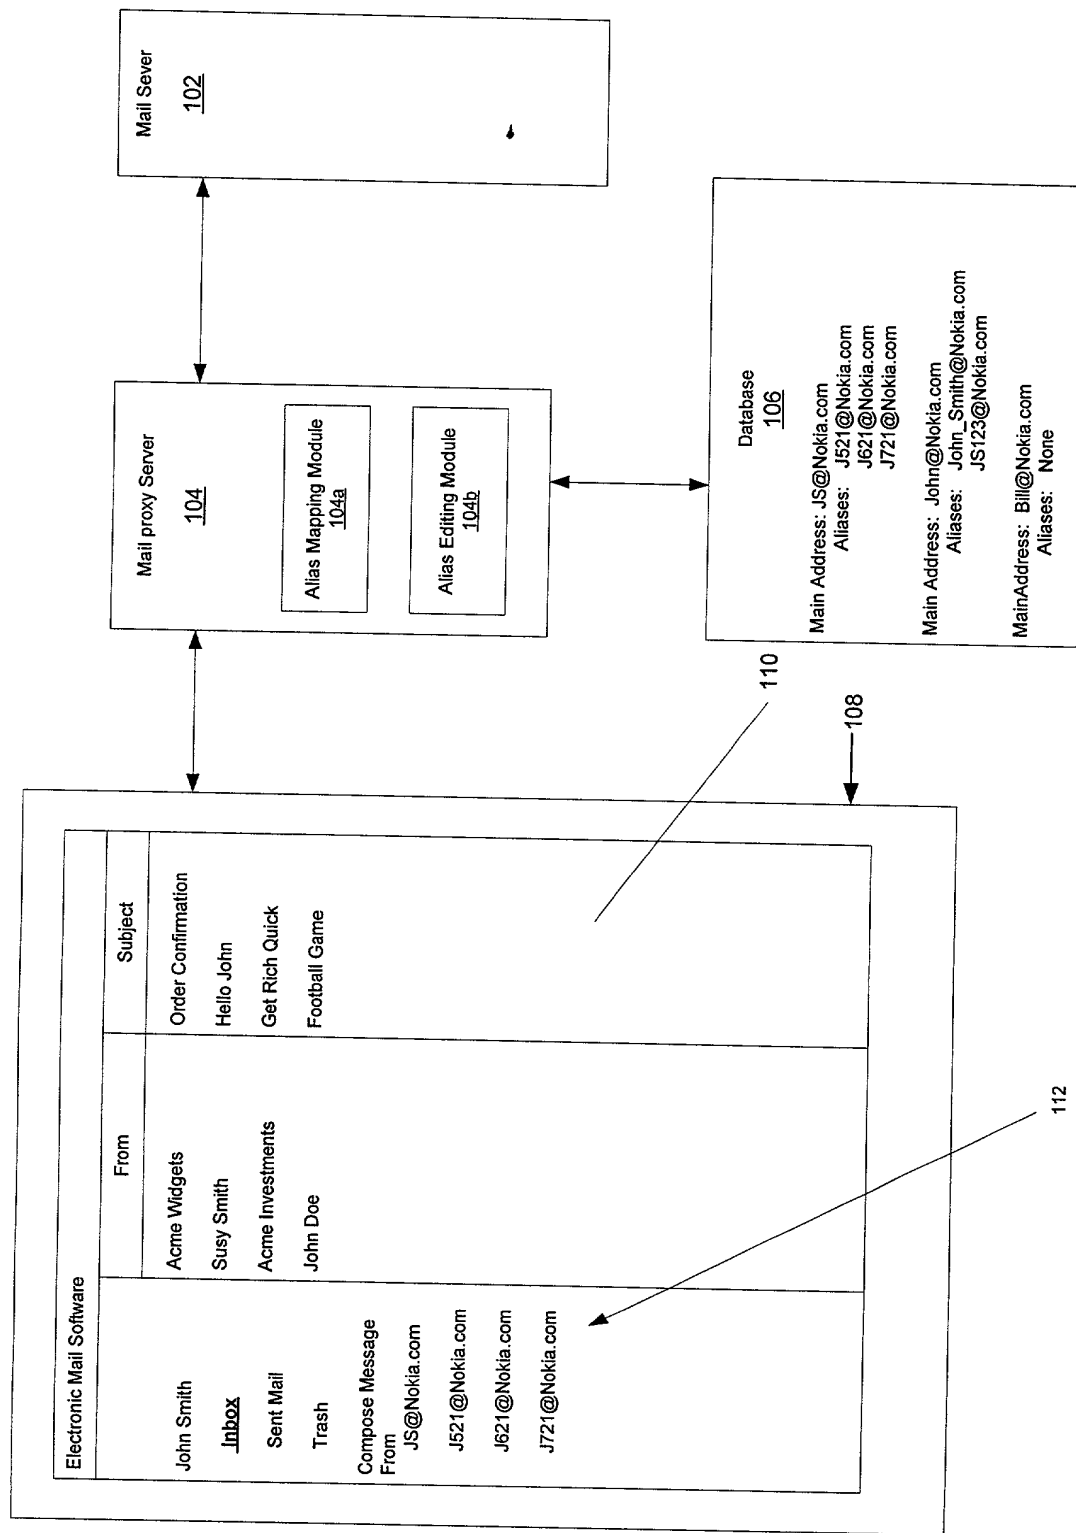 Electronic Mail Software
John Smith
Inbox
Sent Mail
Trash
Compose Message
From
JS@Nokia.com
J521@Nokia.com
J621@Nokia.com
J721@Nokia.com
From
Acme Widgets
Susy Smith
Acme Investments
John Doe
Subject
Order Confirmation
Hello John
Get Rich Quick
Football Game
112
110
108
Mail proxy Server
104
Alias Mapping Module
104a
Alias Editing Module
104b
Mail Sever
102
Database
106
Main Address: JS@Nokia.com
Aliases: J521@Nokia.com
J621@Nokia.com
J721@Nokia.com
Main Address: John@Nokia.com
Aliases: John_Smith@Nokia.com
JS123@Nokia.com
MainAddress: Bill@Nokia.com
Aliases: None